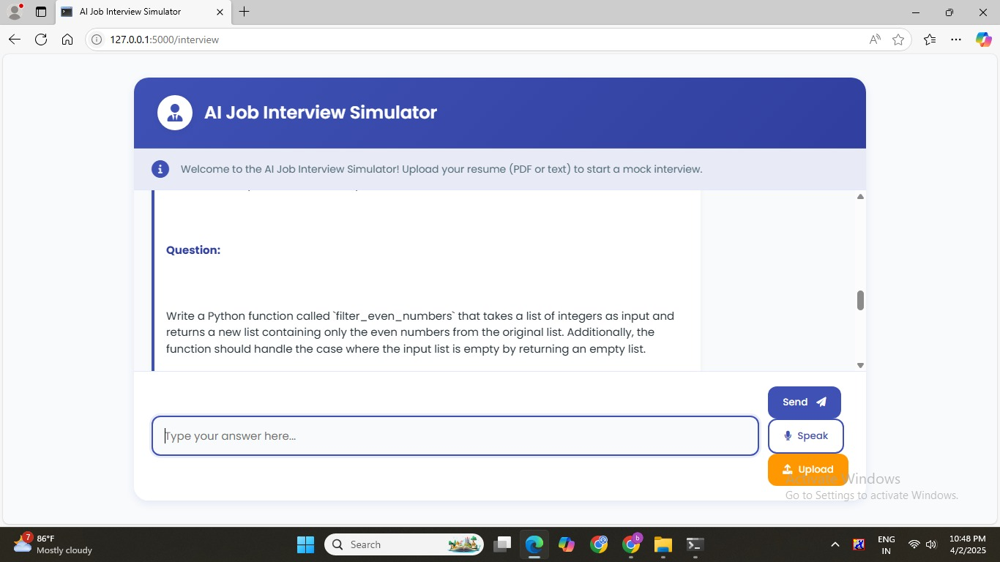 AI Job Interview Simulator
127.0.0.1:5000/interview
AI Job Interview Simulator
Welcome to the AI Job Interview Simulator! Upload your resume (PDF or text) to start a mock interview.
Question:
Write a Python function called `filter_even_numbers` that takes a list of integers as input and
returns a new list containing only the even numbers from the original list. Additionally, the
function should handle the case where the input list is empty by returning an empty list.
Send
Type your answer here...
Speak
Upload
Activate Windows
Go to Settings to activate Windows.
7
86°F
Mostly cloudy
Search
b
ENG
IN
10:48 PM
4/2/2025